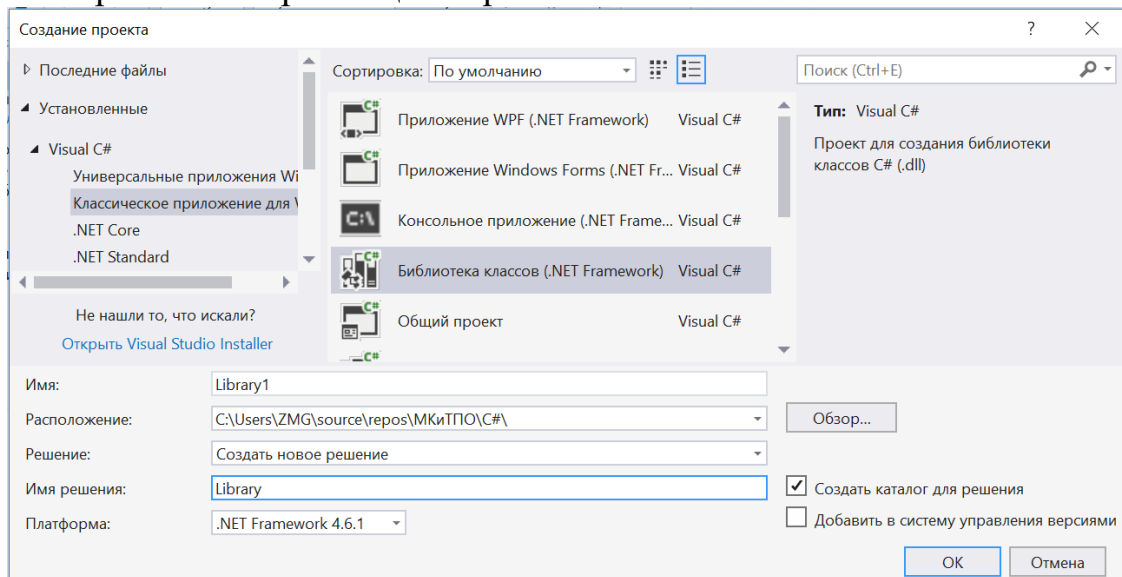 Создание проекта
Последние файлы
Установленные
Visual C#
Универсальные приложения Wi
Классическое приложение для
.NET Core
.NET Standard
Не нашли то, что искали?
Открыть Visual Studio Installer
Сортировка: По умолчанию
Приложение WPF (.NET Framework) Visual C#
Приложение Windows Forms (.NET Fr... Visual C#
Консольное приложение (.NET Frame... Visual C#
Библиотека классов (.NET Framework) Visual C#
Общий проект Visual C#
Поиск (Ctrl+E)
Тип: Visual C#
Проект для создания библиотеки
классов C# (.dll)
Имя: Library1
Расположение: C:\Users\ZMG\source\repos\МКиТПО\C#\
Обзор...
Решение: Создать новое решение
Имя решения: Library
Создать каталог для решения
Платформа: .NET Framework 4.6.1
Добавить в систему управления версиями
OK Отмена